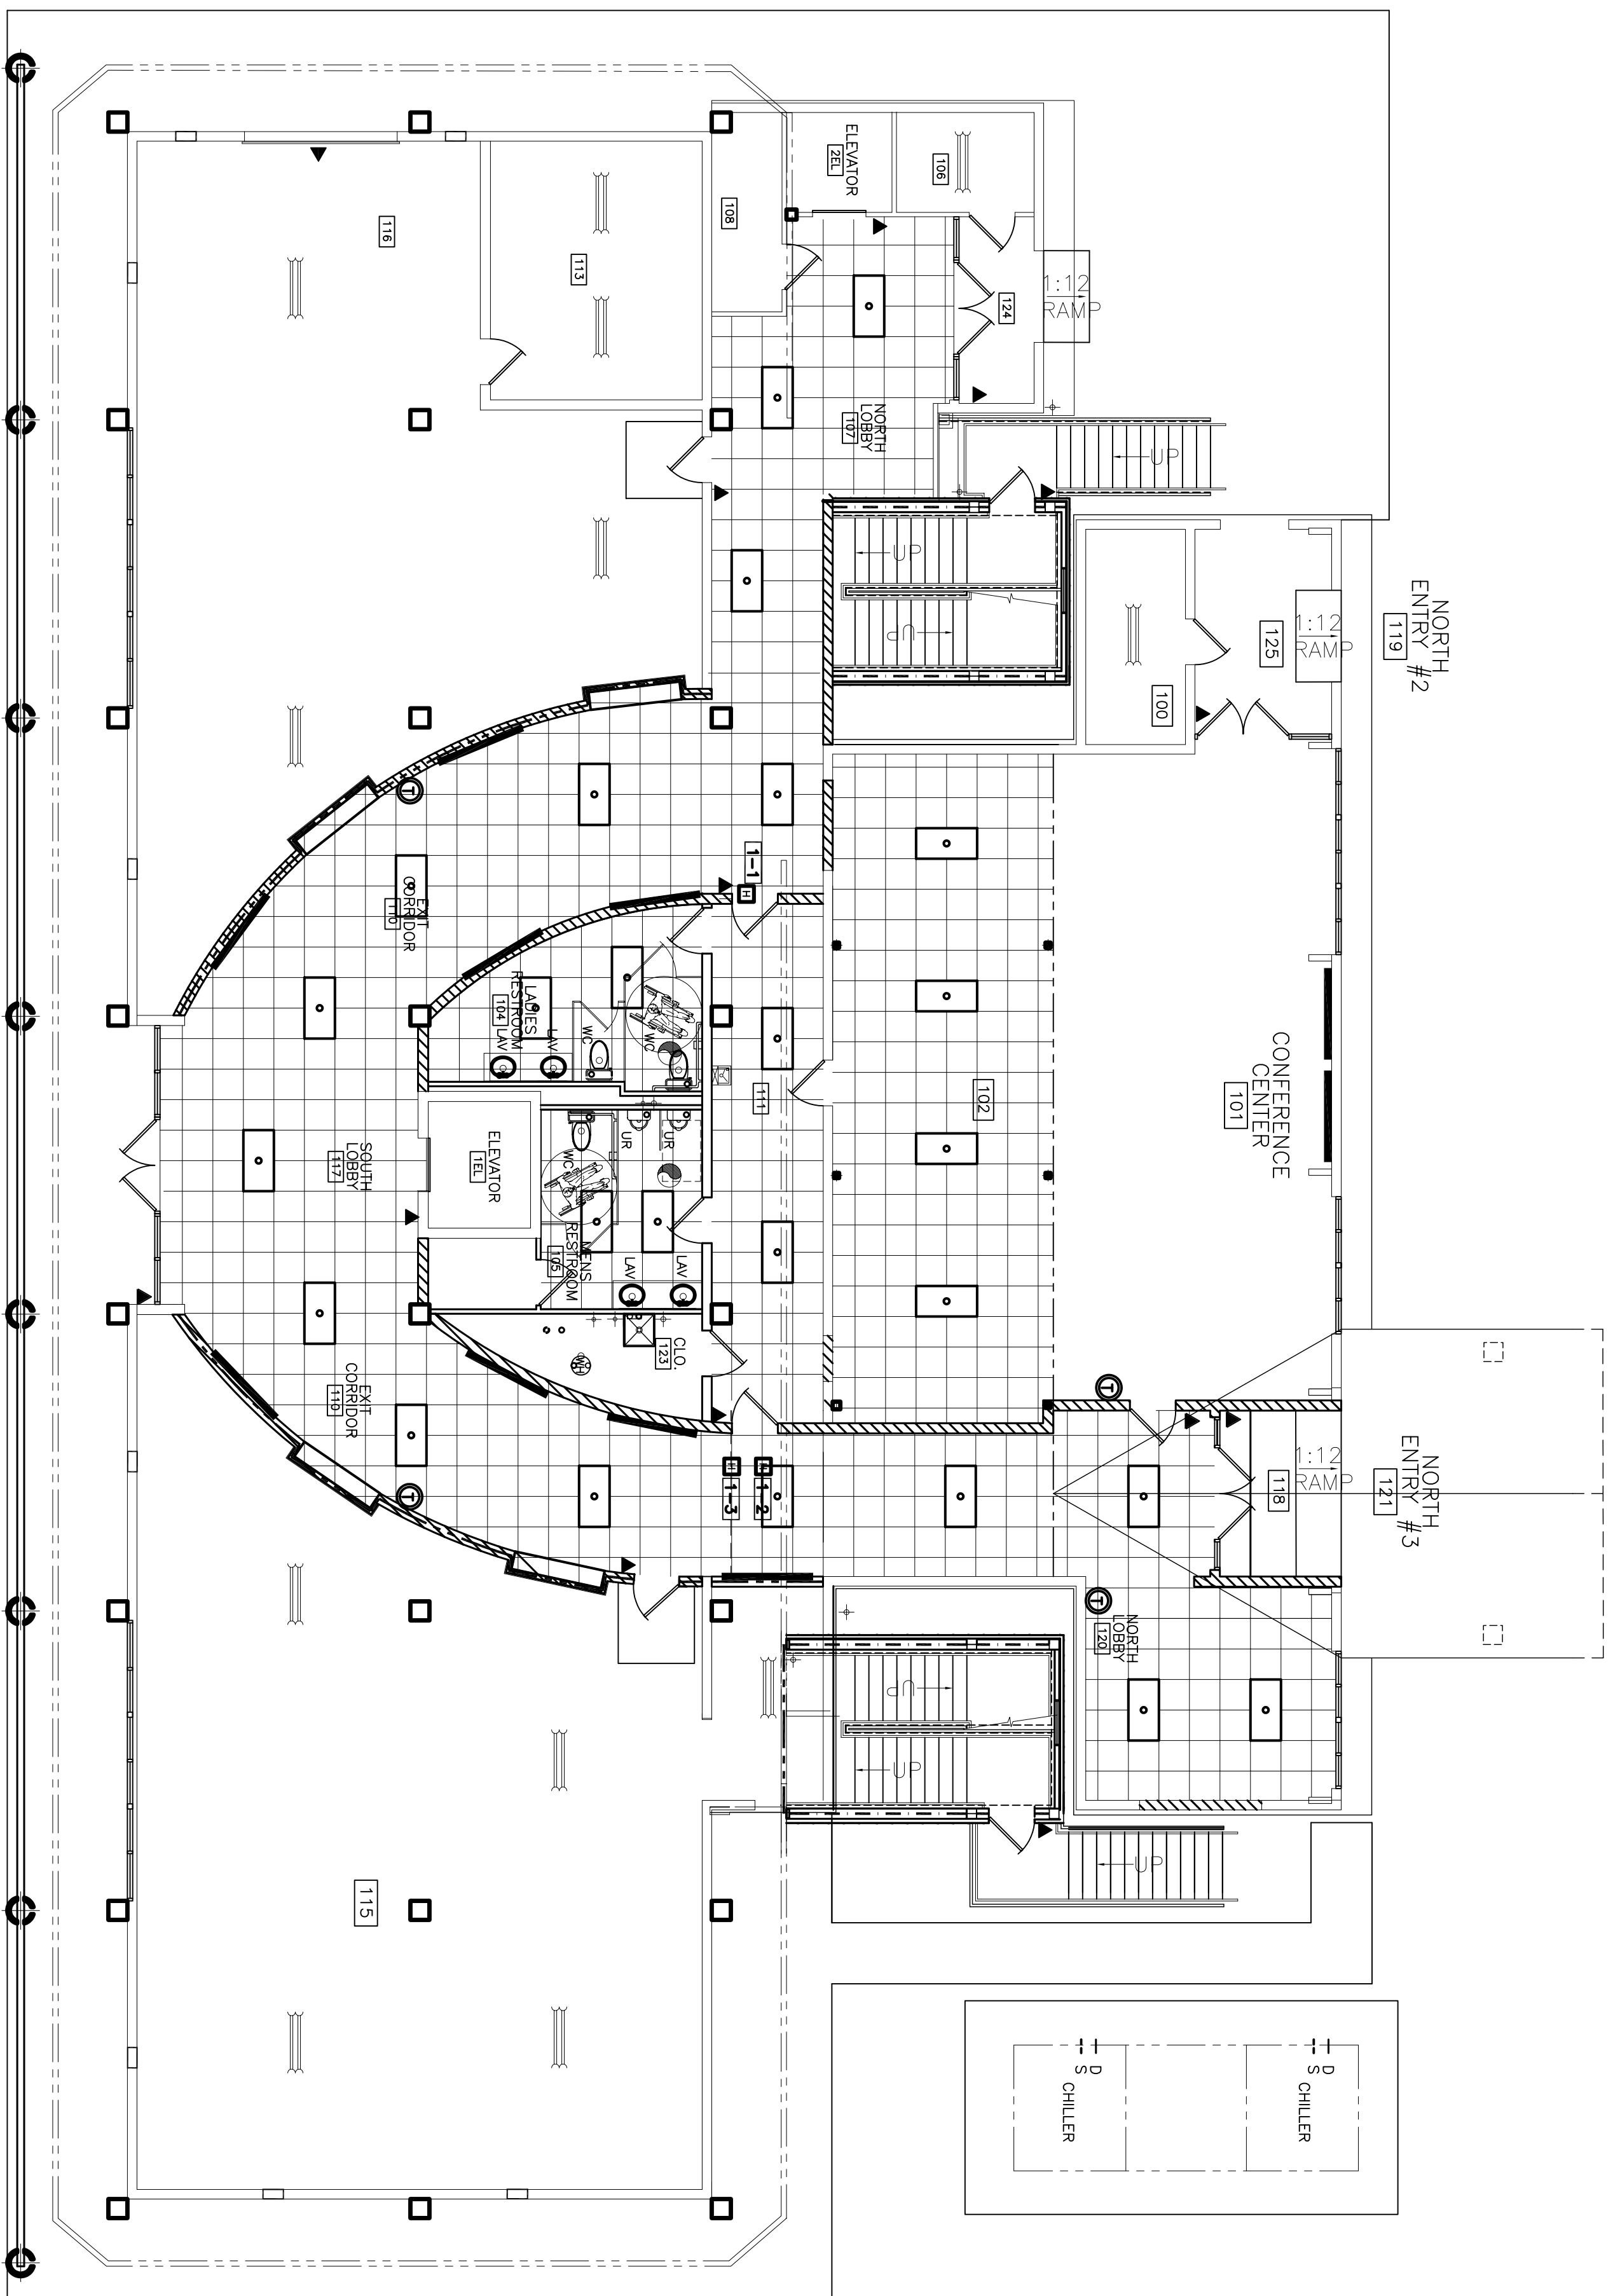 NORTH
ENTRY #2
119
NORTH
ENTRY #3
121
1:12
RAMP
1:12
RAMP
1:12
RAMP
125
100
124
118
106
ELEVATOR
2EL
108
113
116
NORTH
LOBBY
107
UP
UP
UP
CONFERENCE
CENTER
101
102
111
1-1
H
T
EXIT
CORRIDOR
110
LADIES
RESTROOM
104
LAV
LAV
WC
WC
ELEVATOR
1EL
SOUTH
LOBBY
117
UR
UR
WC
MENS
RESTROOM
105
LAV
LAV
CLO.
123
WH
EXIT
CORRIDOR
110
T
T
H
H
1-2
1-3
T
NORTH
LOBBY
120
UP
UP
UP
115
D
S
CHILLER
D
S
CHILLER